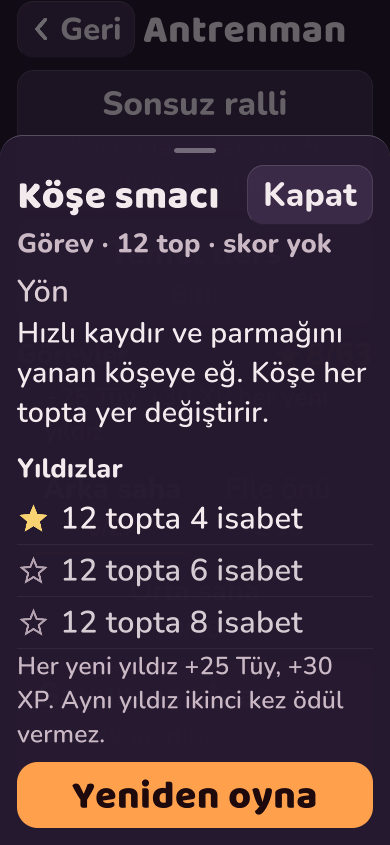 Geri Antrenman
Sonsuz ralli
Köşe smacı
Kapat
Görev · 12 top · skor yok
Yön
Hızlı kaydır ve parmağını
yanan köşeye eğ. Köşe her
topta yer değiştirir.
Yıldızlar
12 topta 4 isabet
12 topta 6 isabet
12 topta 8 isabet
Her yeni yıldız +25 Tüy, +30
XP. Aynı yıldız ikinci kez ödül
vermez.
Yeniden oyna